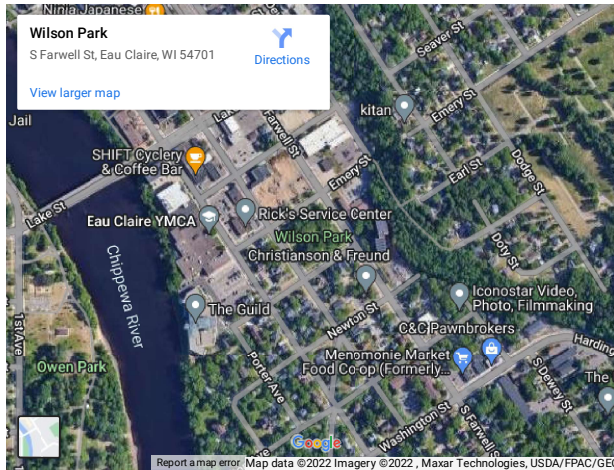 Ninja Japanese
Wilson Park
S Farwell St, Eau Claire, WI 54701
Directions
View larger map
Seaver St
Jail
Lake
Farwell St
kitan
Emery St
SHIFT Cyclery
& Coffee Bar
Emery St
Earl St
Dodge St
Lake St
Eau Claire YMCA
Rick's Service Center
Wilson Park
Christianson & Freund
Doty St
Chippewa River
Iconostar Video,
Photo, Filmmaking
The Guild
Newton St
C&C Pawnbrokers
1st Ave
Harding
Menomonie Market
Food Co-op (Formerly...
Owen Park
Porter Ave
S Dewey St
The
Washington St
S Farwell S
Ave
Google
Report a map error
Map data ©2022 Imagery ©2022 , Maxar Technologies, USDA/FPAC/GE